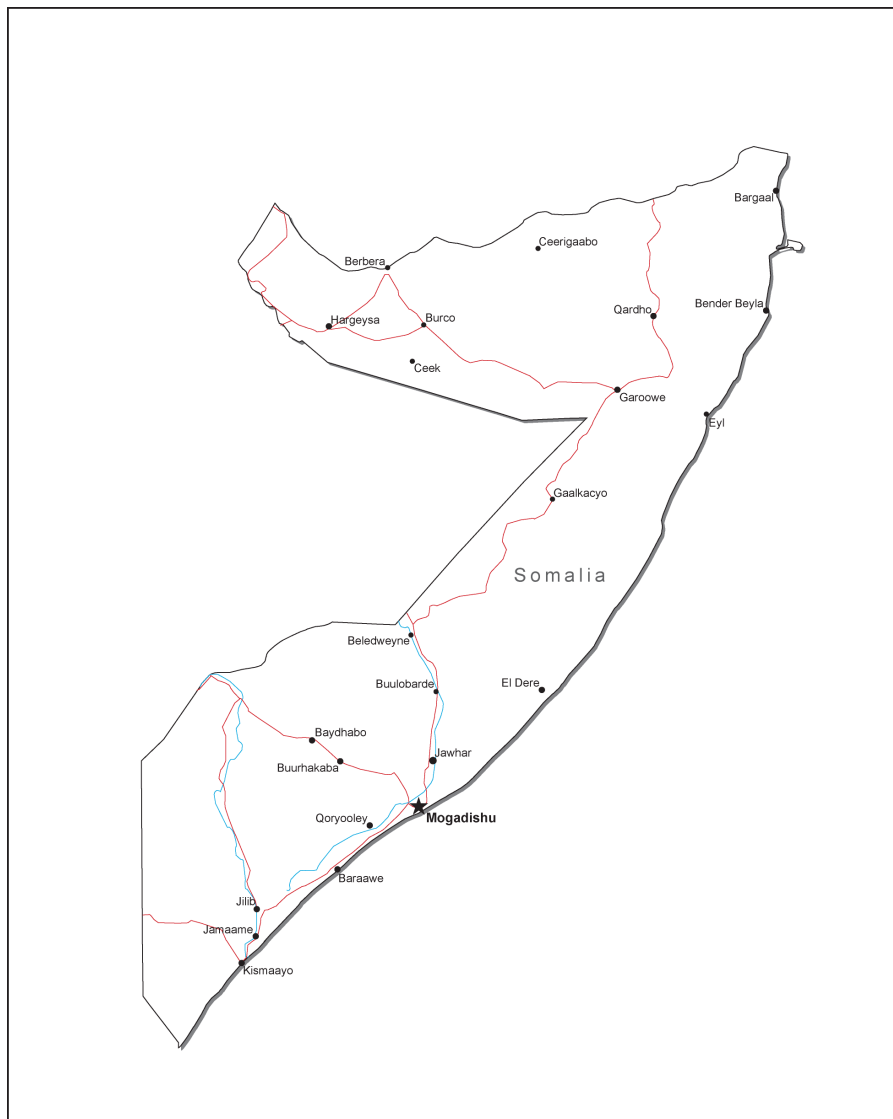 Bargaal
Ceerigaabo
Berbera
Bender Beyla
Qardho
Hargeysa
Burco
Ceek
Garoowe
Eyl
Gaalkacyo
Somalia
Beledweyne
Buulobarde
El Dere
Baydhabo
Jawhar
Buurhakaba
Qoryooley
Mogadishu
Baraawe
Jilib
Jamaame
Kismaayo